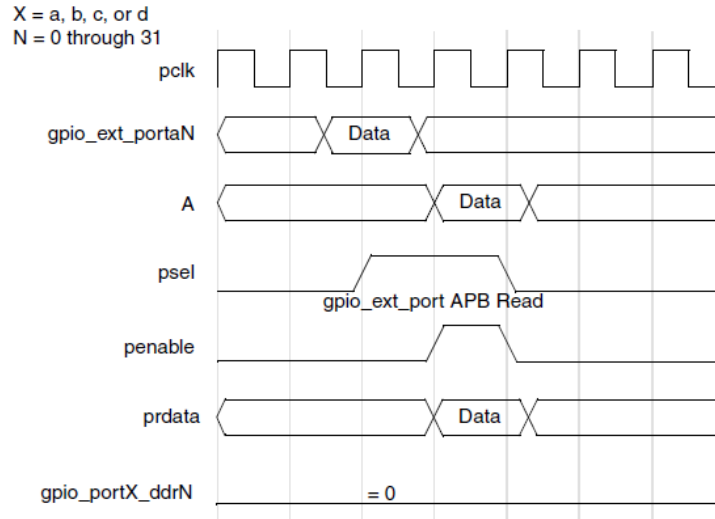 X = a, b, c, or d
N = 0 through 31
pclk
gpio_ext_portaN Data
A Data
psel
gpio_ext_port APB Read
penable
prdata Data
gpio_portX_ddrN = 0